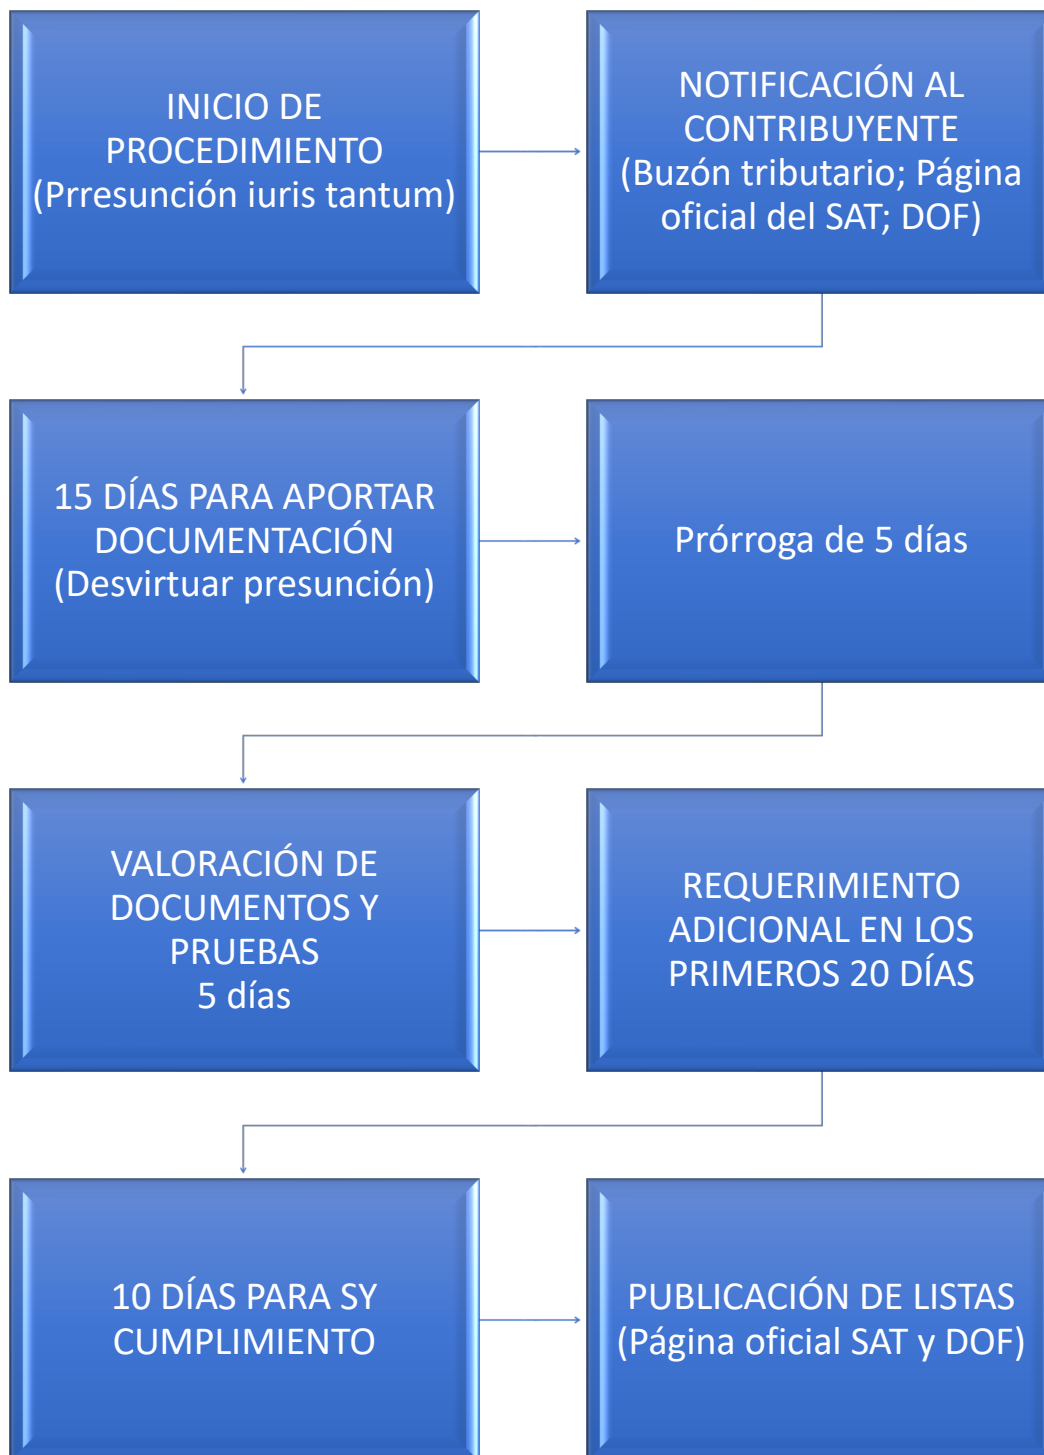 INICIO DE
PROCEDIMIENTO
(Prresunción iuris tantum)
NOTIFICACIÓN AL
CONTRIBUYENTE
(Buzón tributario; Página
oficial del SAT; DOF)
15 DÍAS PARA APORTAR
DOCUMENTACIÓN
(Desvirtuar presunción)
Prórroga de 5 días
VALORACIÓN DE
DOCUMENTOS Y
PRUEBAS
5 días
REQUERIMIENTO
ADICIONAL EN LOS
PRIMEROS 20 DÍAS
10 DÍAS PARA SY
CUMPLIMIENTO
PUBLICACIÓN DE LISTAS
(Página oficial SAT y DOF)